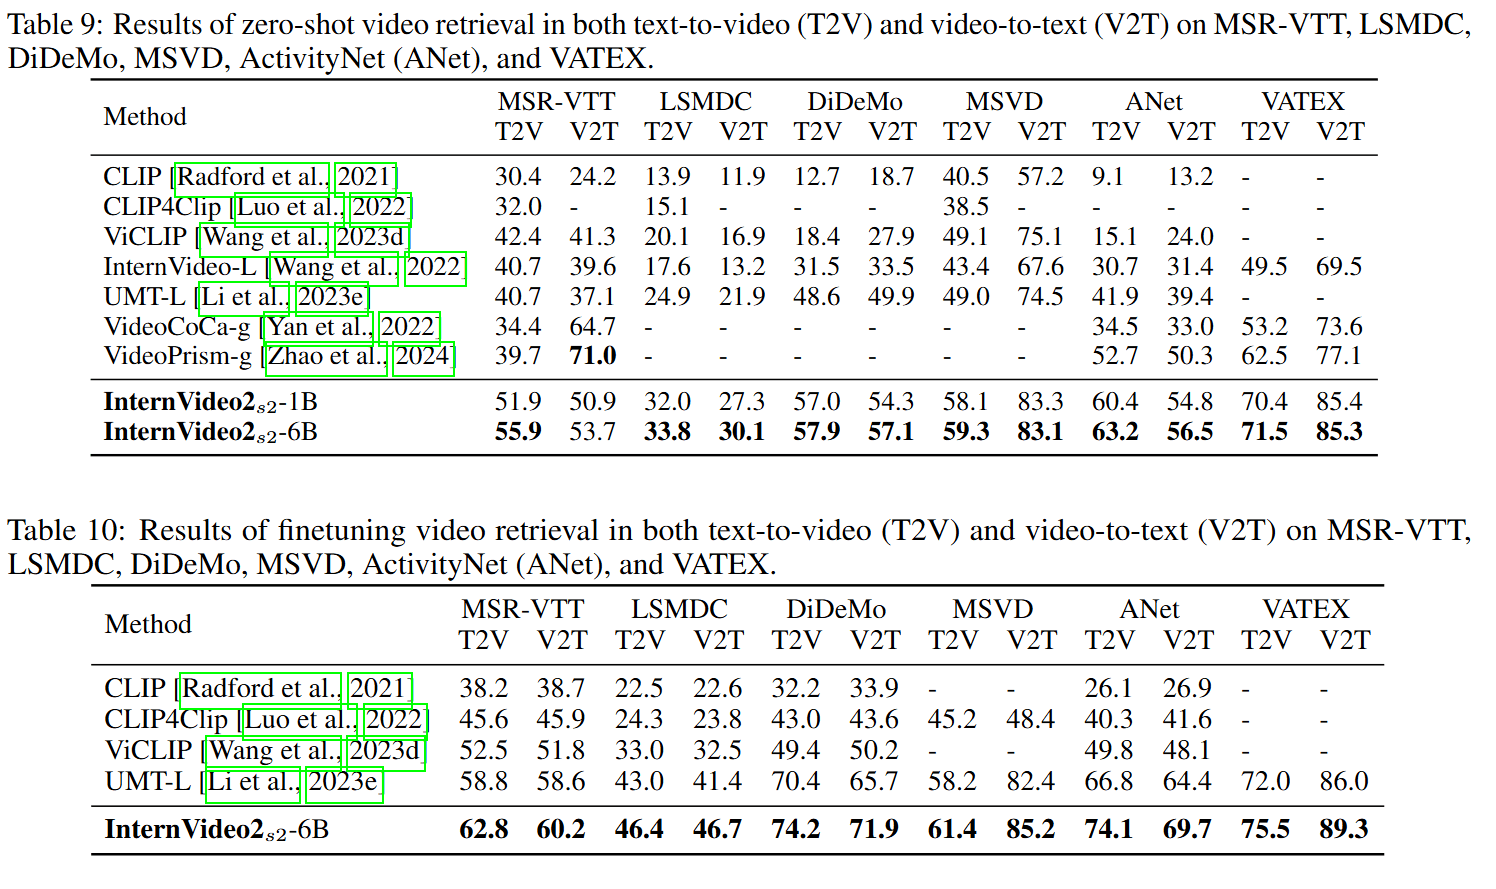 Table 9: Results of zero-shot video retrieval in both text-to-video (T2V) and video-to-text (V2T) on MSR-VTT, LSMDC,
DiDeMo, MSVD, ActivityNet (ANet), and VATEX.
Method MSR-VTT LSMDC DiDeMo MSVD ANet VATEX
T2V V2T T2V V2T T2V V2T T2V V2T T2V V2T T2V V2T
CLIP [Radford et al., 2021] 30.4 24.2 13.9 11.9 12.7 18.7 40.5 57.2 9.1 13.2 - -
CLIP4Clip [Luo et al., 2022] 32.0 - 15.1 - - - 38.5 - - - - -
ViCLIP [Wang et al., 2023d] 42.4 41.3 20.1 16.9 18.4 27.9 49.1 75.1 15.1 24.0 - -
InternVideo-L [Wang et al., 2022] 40.7 39.6 17.6 13.2 31.5 33.5 43.4 67.6 30.7 31.4 49.5 69.5
UMT-L [Li et al., 2023e] 40.7 37.1 24.9 21.9 48.6 49.9 49.0 74.5 41.9 39.4 - -
VideoCoCa-g [Yan et al., 2022] 34.4 64.7 - - - - - - 34.5 33.0 53.2 73.6
VideoPrism-g [Zhao et al., 2024] 39.7 71.0 - - - - - - 52.7 50.3 62.5 77.1
InternVideo2s2-1B 51.9 50.9 32.0 27.3 57.0 54.3 58.1 83.3 60.4 54.8 70.4 85.4
InternVideo2s2-6B 55.9 53.7 33.8 30.1 57.9 57.1 59.3 83.1 63.2 56.5 71.5 85.3
Table 10: Results of finetuning video retrieval in both text-to-video (T2V) and video-to-text (V2T) on MSR-VTT,
LSMDC, DiDeMo, MSVD, ActivityNet (ANet), and VATEX.
Method MSR-VTT LSMDC DiDeMo MSVD ANet VATEX
T2V V2T T2V V2T T2V V2T T2V V2T T2V V2T T2V V2T
CLIP [Radford et al., 2021] 38.2 38.7 22.5 22.6 32.2 33.9 - - 26.1 26.9 - -
CLIP4Clip [Luo et al., 2022] 45.6 45.9 24.3 23.8 43.0 43.6 45.2 48.4 40.3 41.6 - -
ViCLIP [Wang et al., 2023d] 52.5 51.8 33.0 32.5 49.4 50.2 - - 49.8 48.1 - -
UMT-L [Li et al., 2023e] 58.8 58.6 43.0 41.4 70.4 65.7 58.2 82.4 66.8 64.4 72.0 86.0
InternVideo2s2-6B 62.8 60.2 46.4 46.7 74.2 71.9 61.4 85.2 74.1 69.7 75.5 89.3